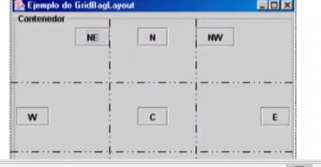 Ejemplo de GridBagLayout
Contenedor
NE N NW
W C E